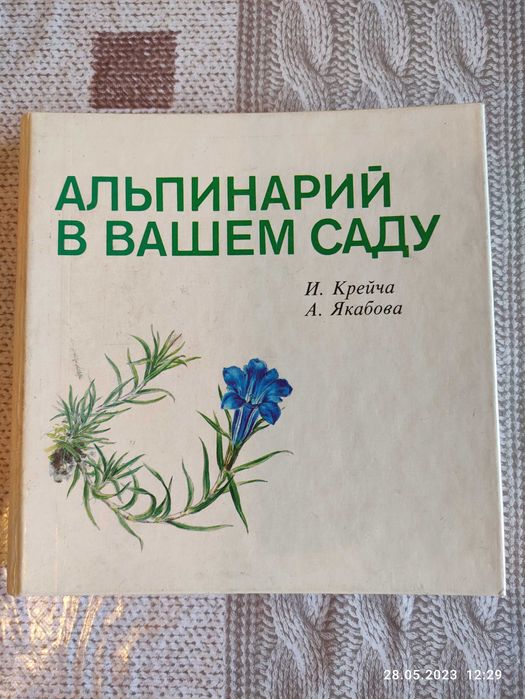 АЛЬПИНАРИЙ
В ВАШЕМ САДУ
И. Крейча
А. Якабова
28.05.2023 12:29